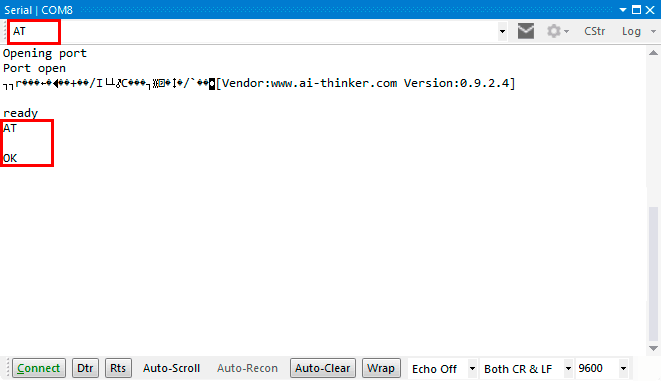 Serial | COM8
AT
CStr
Log
Opening port
Port open
[Vendor:www.ai-thinker.com Version:0.9.2.4]
ready
AT
OK
Connect
Dtr
Rts
Auto-Scroll
Auto-Recon
Auto-Clear
Wrap
Echo Off
Both CR & LF
9600